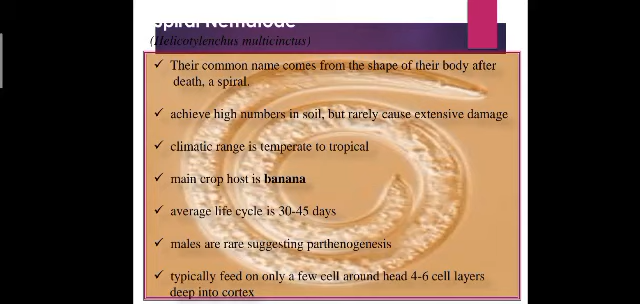 Spiral Nematode
(Helicotylenchus multicinctus)
✓ Their common name comes from the shape of their body after
death, a spiral.
✓ achieve high numbers in soil, but rarely cause extensive damage
✓ climatic range is temperate to tropical
✓ main crop host is banana
✓ average life cycle is 30-45 days
✓ males are rare suggesting parthenogenesis
✓ typically feed on only a few cell around head 4-6 cell layers
deep into cortex